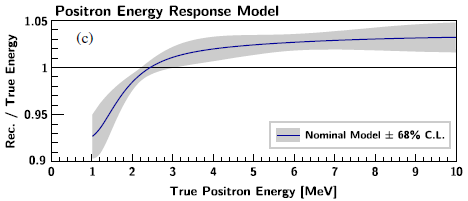 Positron Energy Response Model
(c)
Rec. / True Energy
1.05
1
0.95
0.9
Nominal Model ± 68% C.L.
0 1 2 3 4 5 6 7 8 9 10
True Positron Energy [MeV]